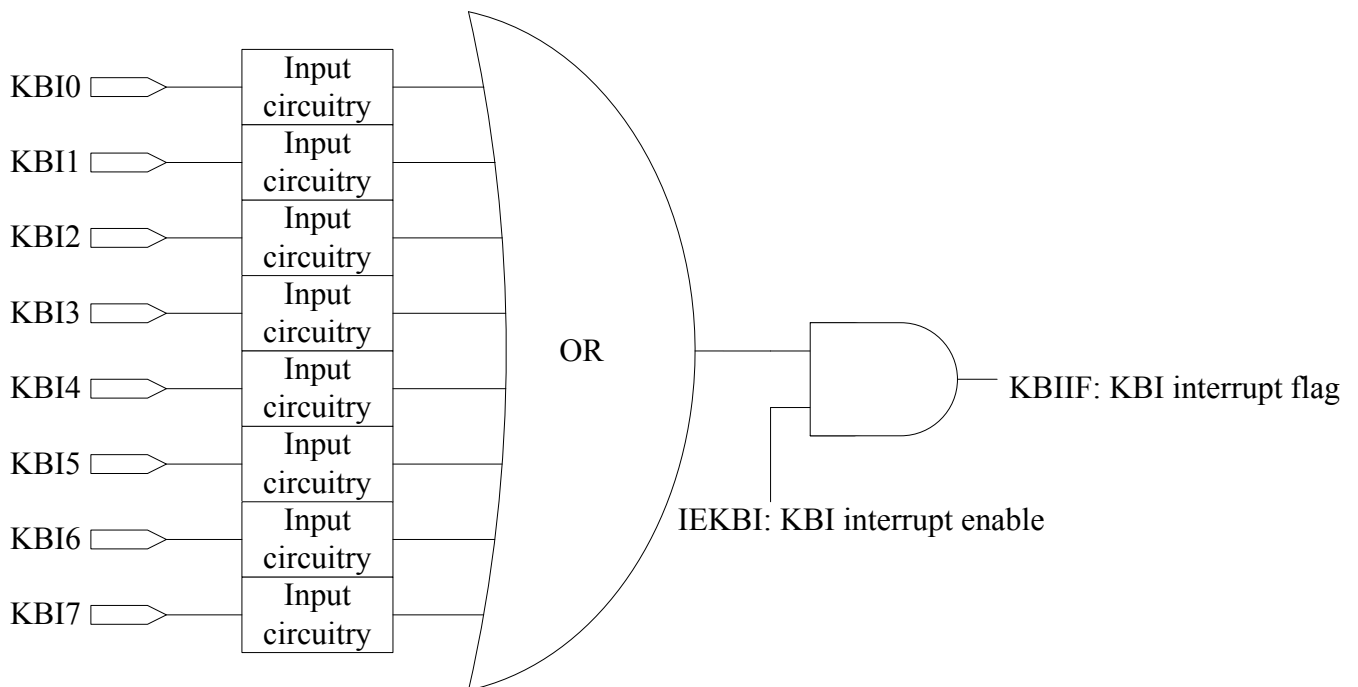 KBI0
Input
circuitry
KBI1
Input
circuitry
KBI2
Input
circuitry
KBI3
Input
circuitry
KBI4
Input
circuitry
KBI5
Input
circuitry
KBI6
Input
circuitry
KBI7
Input
circuitry
OR
KBIIF: KBI interrupt flag
IEKBI: KBI interrupt enable